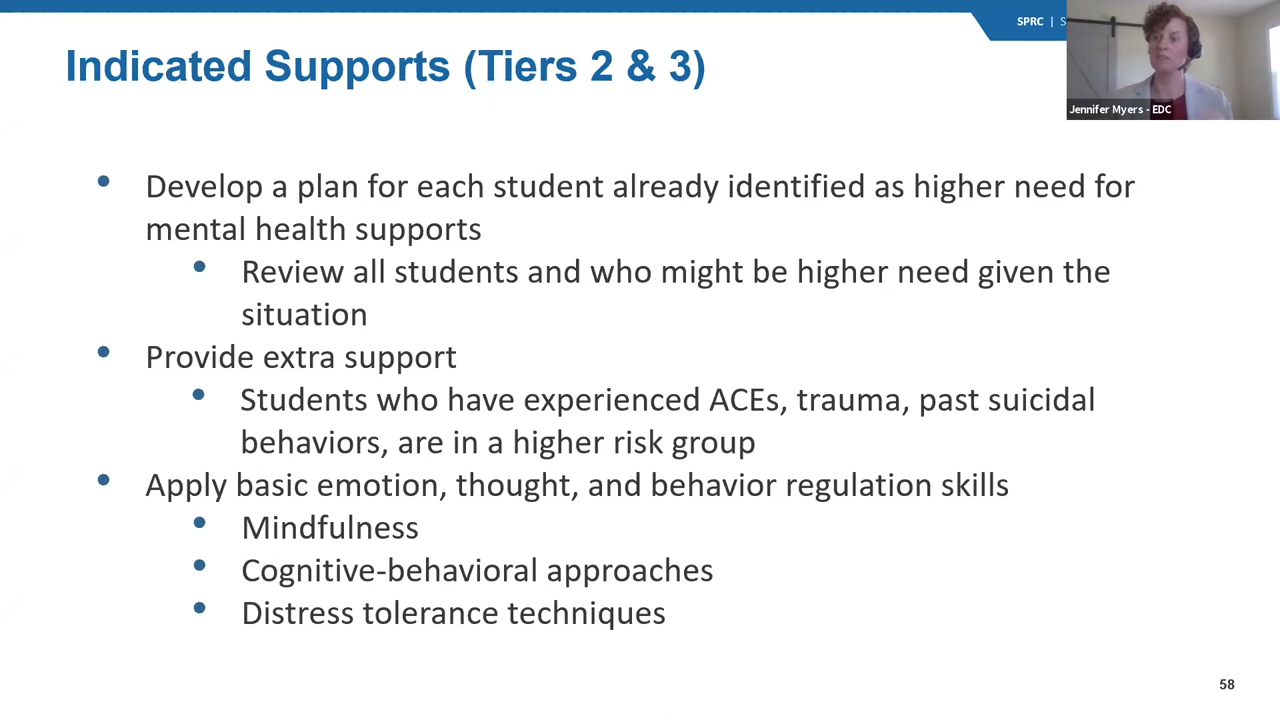 SPRC | S
Indicated Supports (Tiers 2 & 3)
Jennifer Myers - EDC
• Develop a plan for each student already identified as higher need for
mental health supports
• Review all students and who might be higher need given the
situation
• Provide extra support
• Students who have experienced ACEs, trauma, past suicidal
behaviors, are in a higher risk group
• Apply basic emotion, thought, and behavior regulation skills
• Mindfulness
• Cognitive-behavioral approaches
• Distress tolerance techniques
58